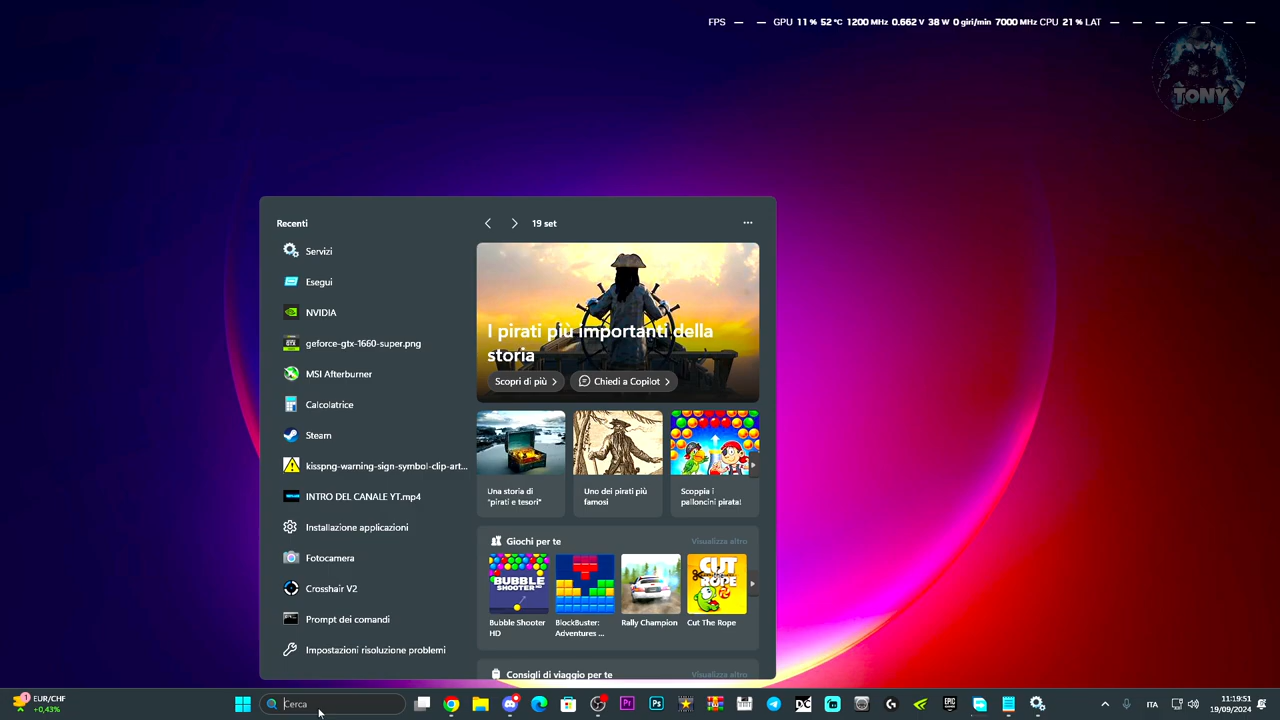 FPS — — GPU 11 % 52 °C 1200 MHz 0.662 V 38 W 0 giri/min 7000 MHz CPU 21 % LAT — — — — — —
TONY
Recenti
19 set
Servizi
Esegui
NVIDIA
geforce-gtx-1660-super.png
MSI Afterburner
Calcolatrice
Steam
kisspng-warning-sign-symbol-clip-art...
INTRO DEL CANALE YT.mp4
Installazione applicazioni
Fotocamera
Crosshair V2
Prompt dei comandi
Impostazioni risoluzione problemi
I pirati più importanti della
storia
Scopri di più
Chiedi a Copilot
Una storia di
"pirati e tesori"
Uno dei pirati più
famosi
Scoppia i
palloncini pirata!
Giochi per te
Visualizza altro
BUBBLE
SHOOTER
CUT
ROPE
Bubble Shooter
HD
BlockBuster:
Adventures ...
Rally Champion
Cut The Rope
Consigli di viaggio per te
Visualizza altro
1
EUR/CHF
+0,43%
Cerca
Pr
Ps
EPIC
ITA
11:19:51
19/09/2024